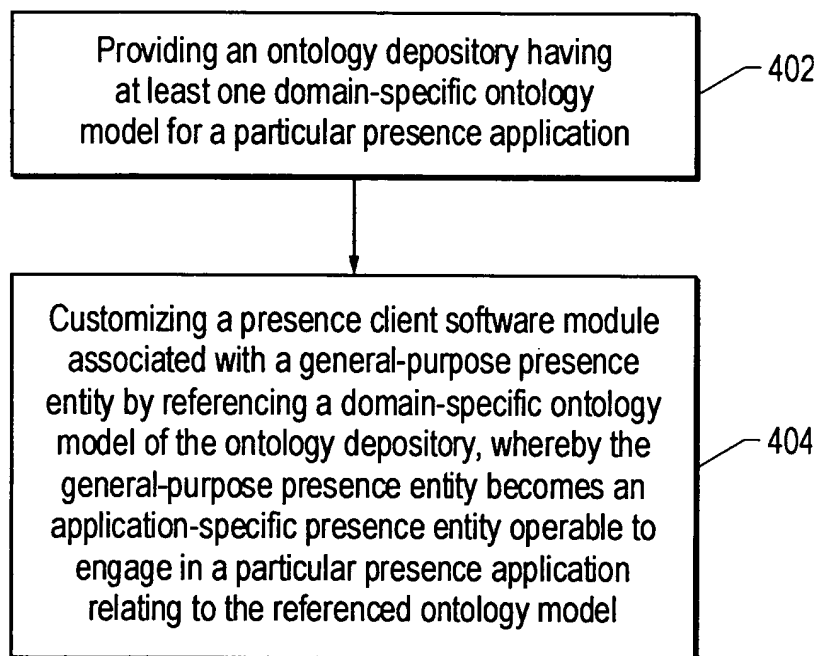 Providing an ontology depository having
at least one domain-specific ontology
model for a particular presence application
402
Customizing a presence client software module
associated with a general-purpose presence
entity by referencing a domain-specific ontology
model of the ontology depository, whereby the
general-purpose presence entity becomes an
application-specific presence entity operable to
engage in a particular presence application
relating to the referenced ontology model
404